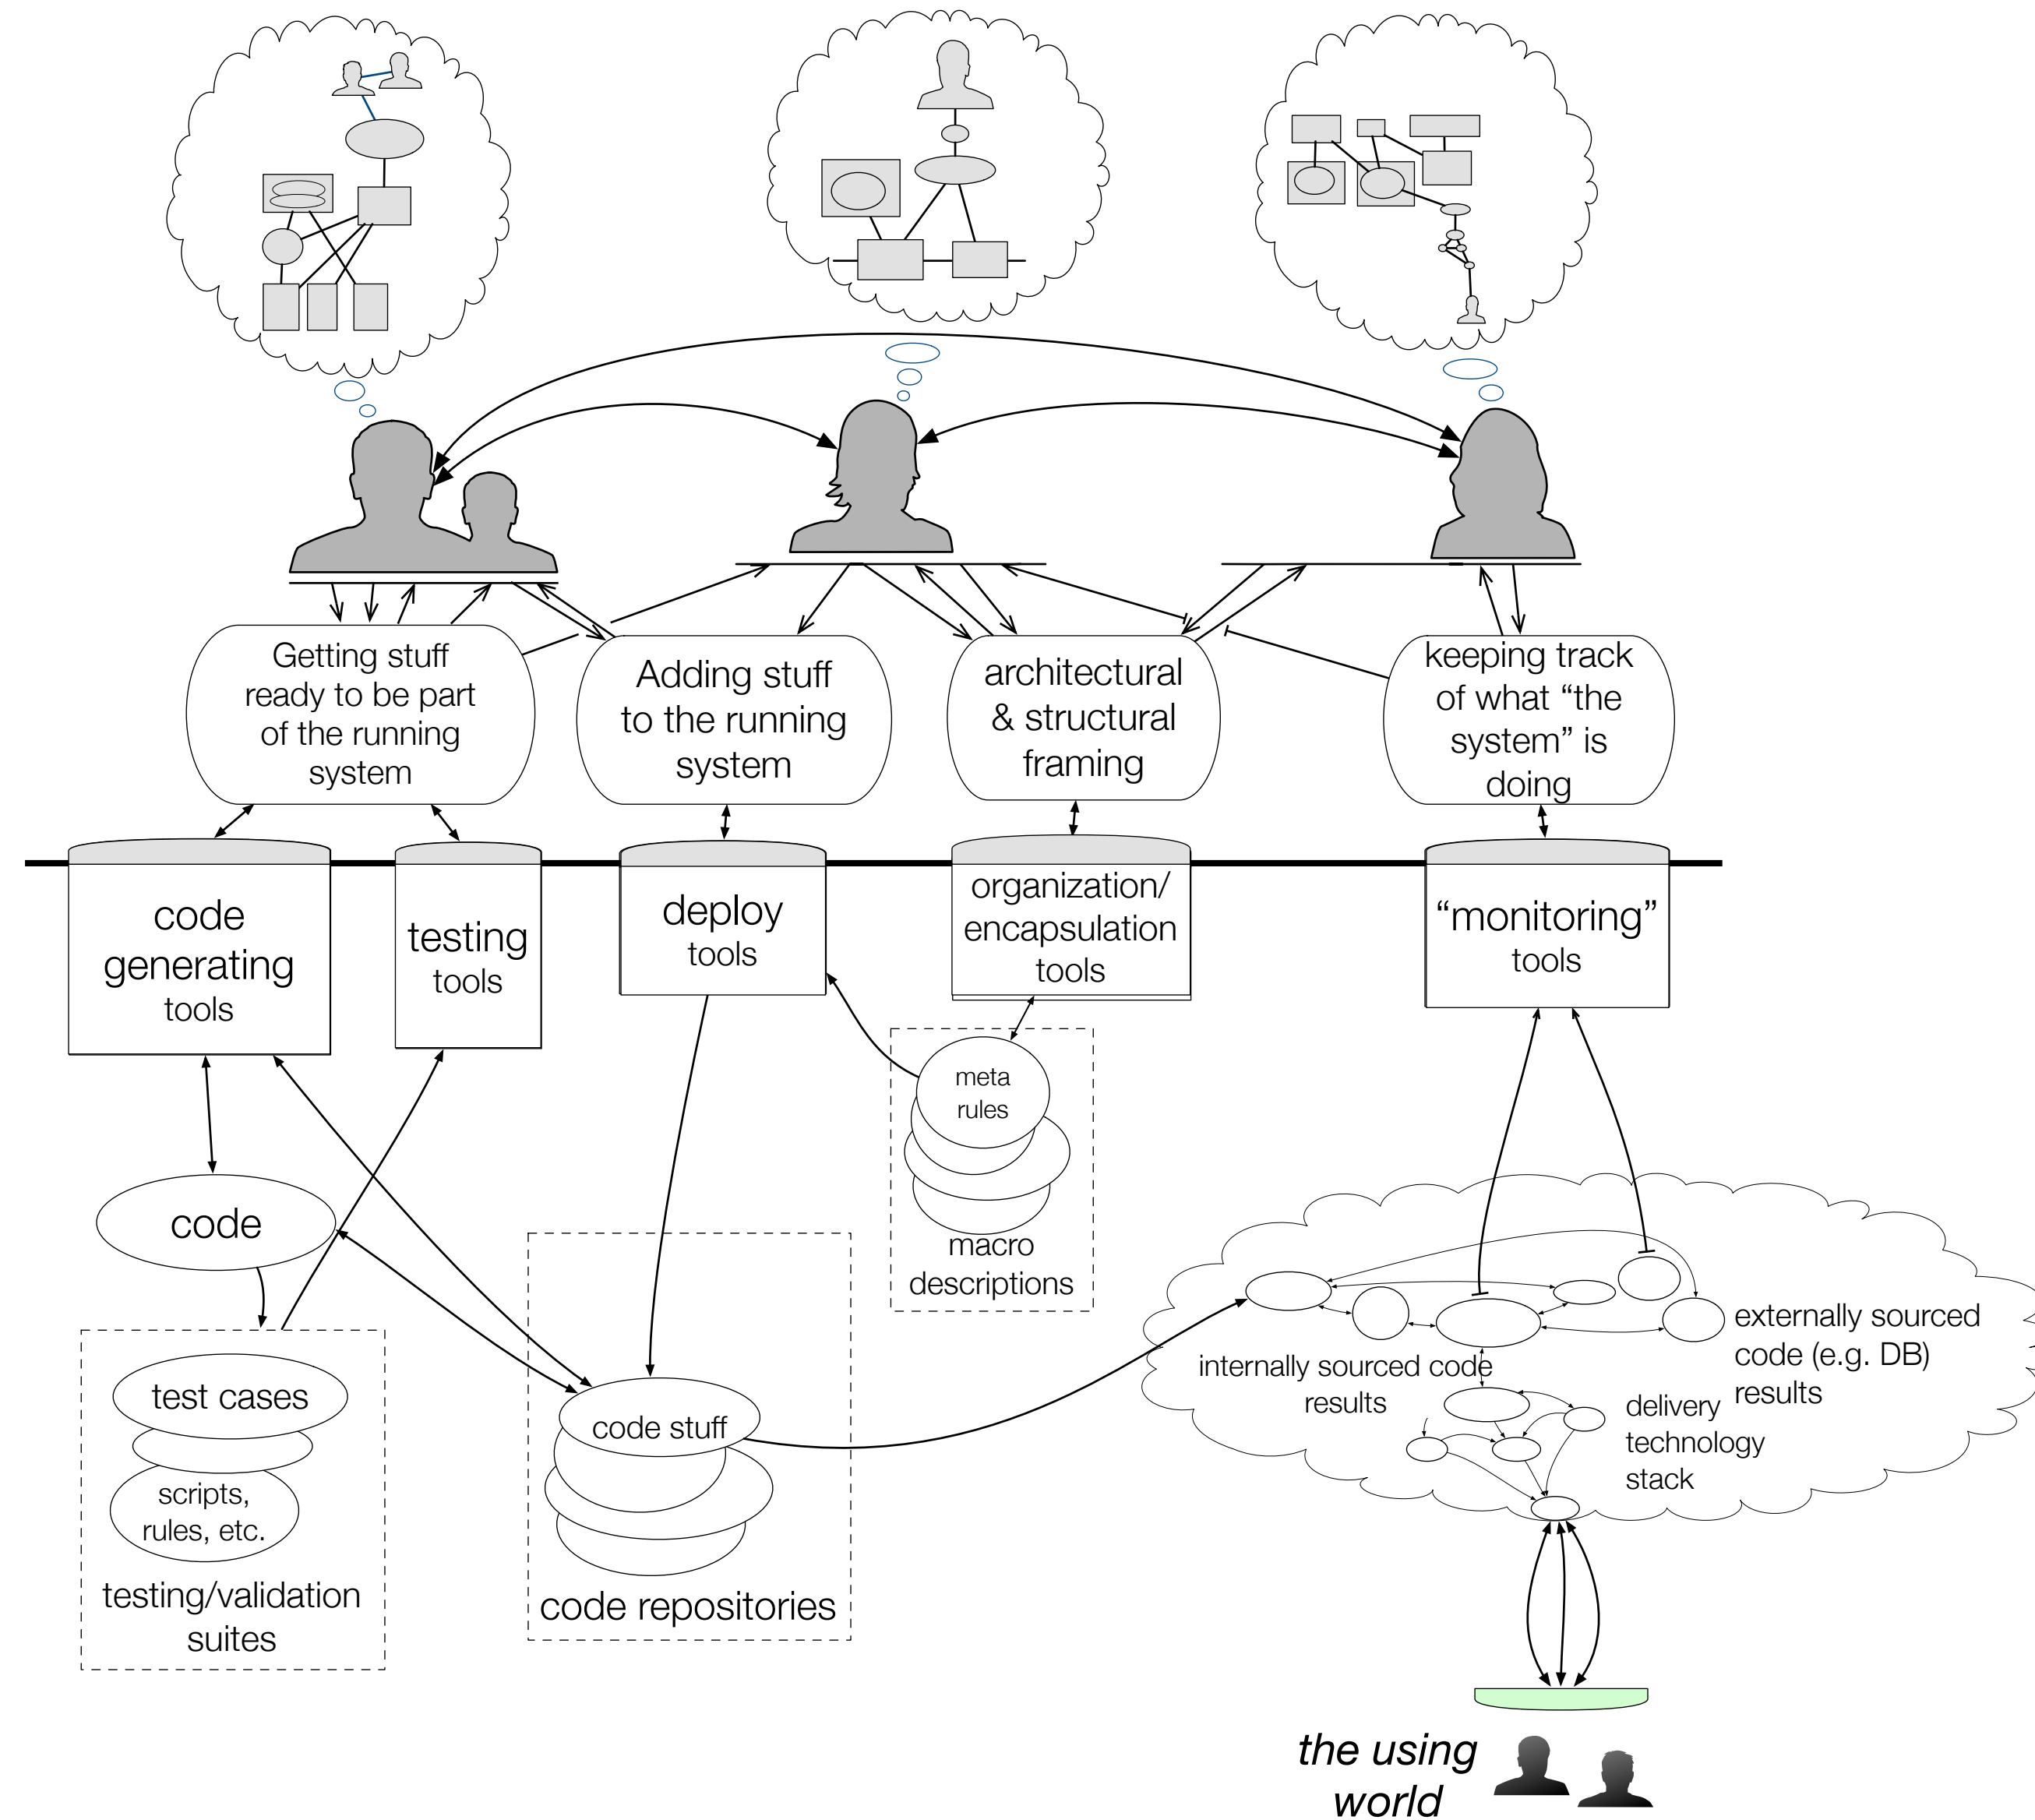 Getting stuff
ready to be part
of the running
system
Adding stuff
to the running
system
architectural
& structural
framing
keeping track
of what “the
system” is
doing
code
generating
tools
testing
tools
deploy
tools
organization/
encapsulation
tools
“monitoring”
tools
meta
rules
macro
descriptions
code
test cases
scripts,
rules, etc.
testing/validation
suites
code stuff
code repositories
internally sourced code
results
externally sourced
code (e.g. DB)
results
delivery
technology
stack
the using
world